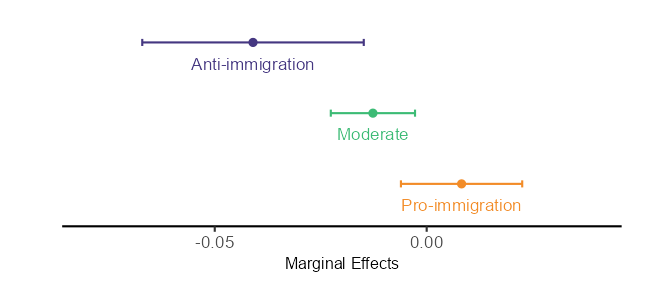 Anti-immigration
Moderate
Pro-immigration
-0.05 0.00
Marginal Effects